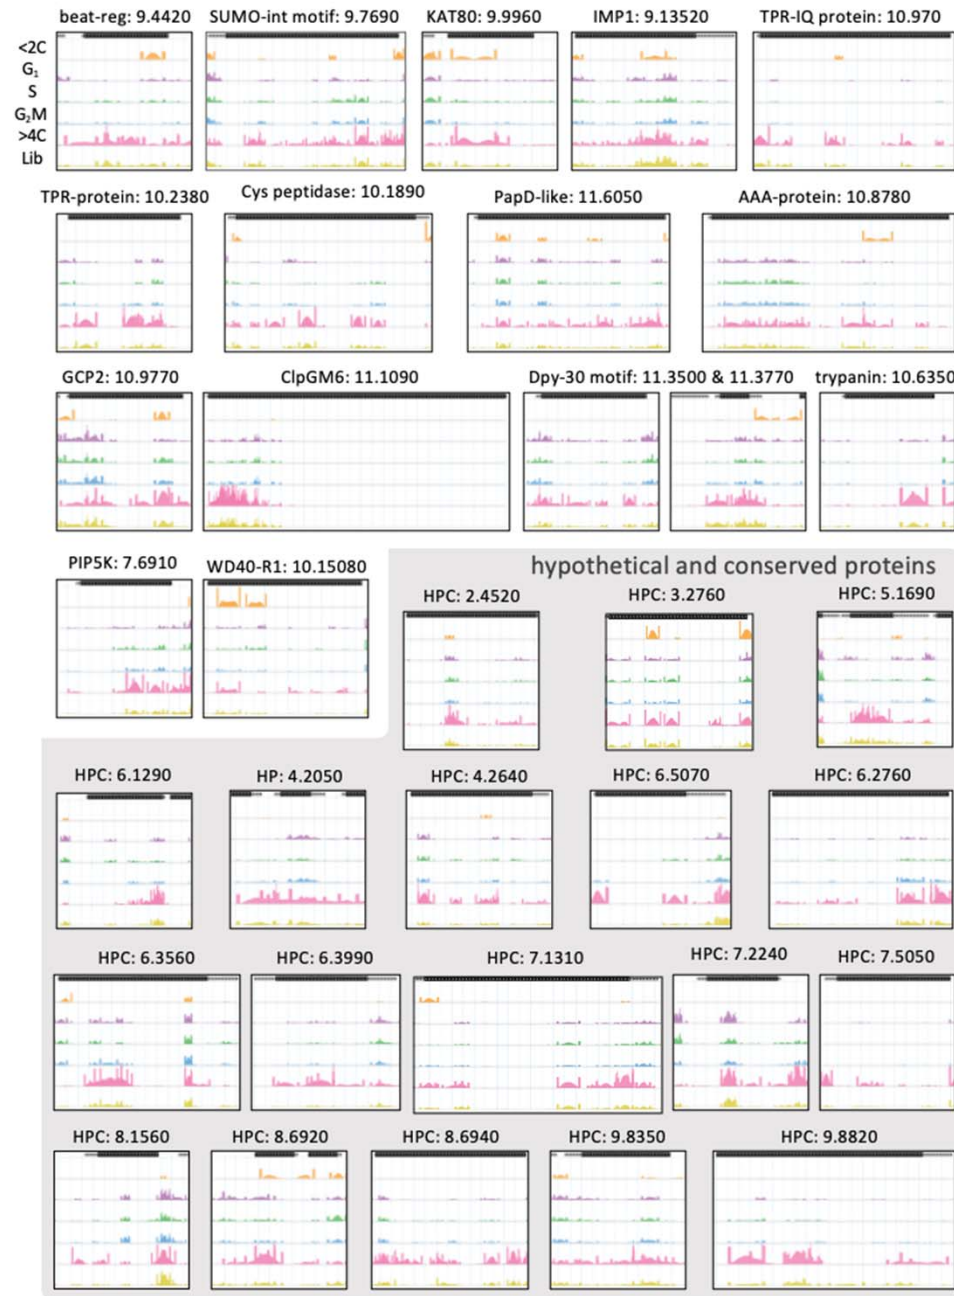 beat-reg: 9.4420 SUMO-int motif: 9.7690 KAT80: 9.9960 IMP1: 9.13520 TPR-IQ protein: 10.970
<2C
G₁
S
G₂M
>4C
Lib
TPR-protein: 10.2380 Cys peptidase: 10.1890 PapD-like: 11.6050 AAA-protein: 10.8780
GCP2: 10.9770 ClpGM6: 11.1090 Dpy-30 motif: 11.3500 & 11.3770 trypanin: 10.6350
PIP5K: 7.6910 WD40-R1: 10.15080
hypothetical and conserved proteins
HPC: 2.4520 HPC: 3.2760 HPC: 5.1690
HPC: 6.1290 HP: 4.2050 HPC: 4.2640 HPC: 6.5070 HPC: 6.2760
HPC: 6.3560 HPC: 6.3990 HPC: 7.1310 HPC: 7.2240 HPC: 7.5050
HPC: 8.1560 HPC: 8.6920 HPC: 8.6940 HPC: 9.8350 HPC: 9.8820